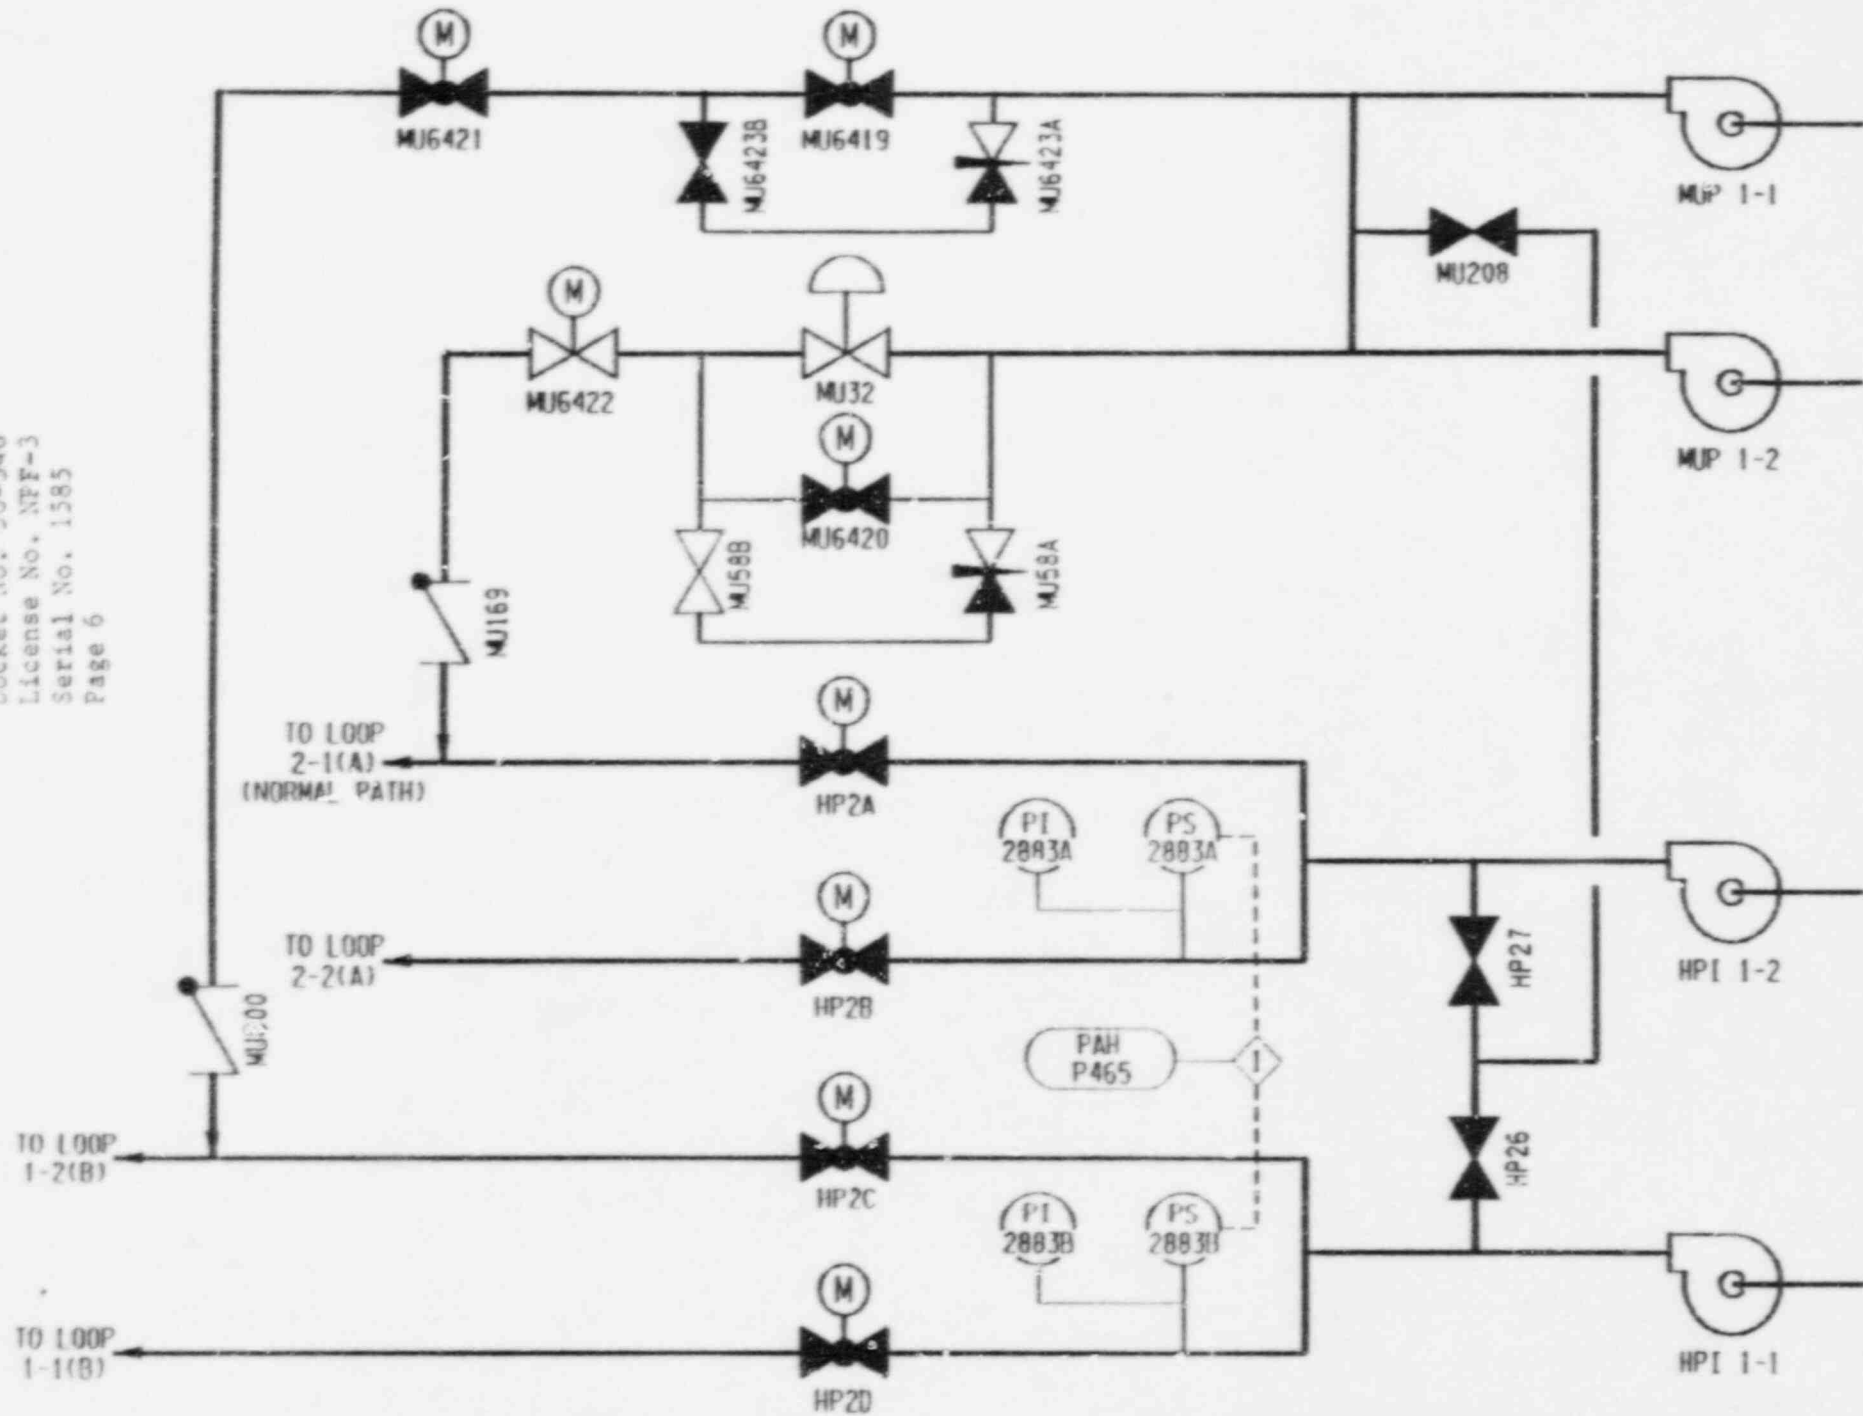 M
M
MU6421
MU6423B
MU6419
MU6423A
MUP 1-1
MU208
M
MU6422
MU32
M
MUP 1-2
MU6420
MU58B
MU58A
License No. NPF-3
Serial No. 1585
Page 6
MU169
M
TO LOOP
2-1(A)
(NORMAL PATH)
HP2A
PI
2883A
PS
2883A
M
TO LOOP
2-2(A)
HP2B
HP27
HPI 1-2
PAH
P465
I
M
TO LOOP
1-2(B)
HP2C
HP26
PI
2883B
PS
2883B
M
TO LOOP
1-1(B)
HP2D
HPI 1-1